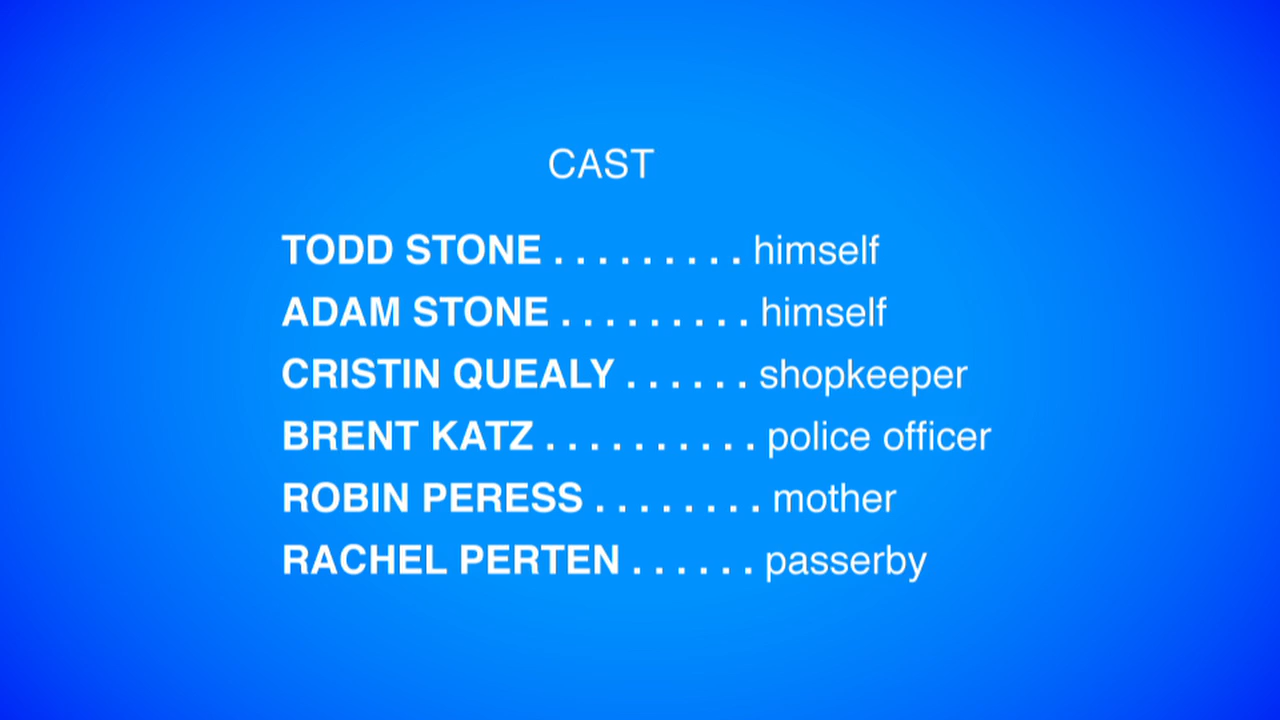 CAST
TODD STONE . . . . . . . . . himself
ADAM STONE . . . . . . . . . himself
CRISTIN QUEALY . . . . . . shopkeeper
BRENT KATZ . . . . . . . . . . police officer
ROBIN PERESS . . . . . . . . mother
RACHEL PERTEN . . . . . . passerby